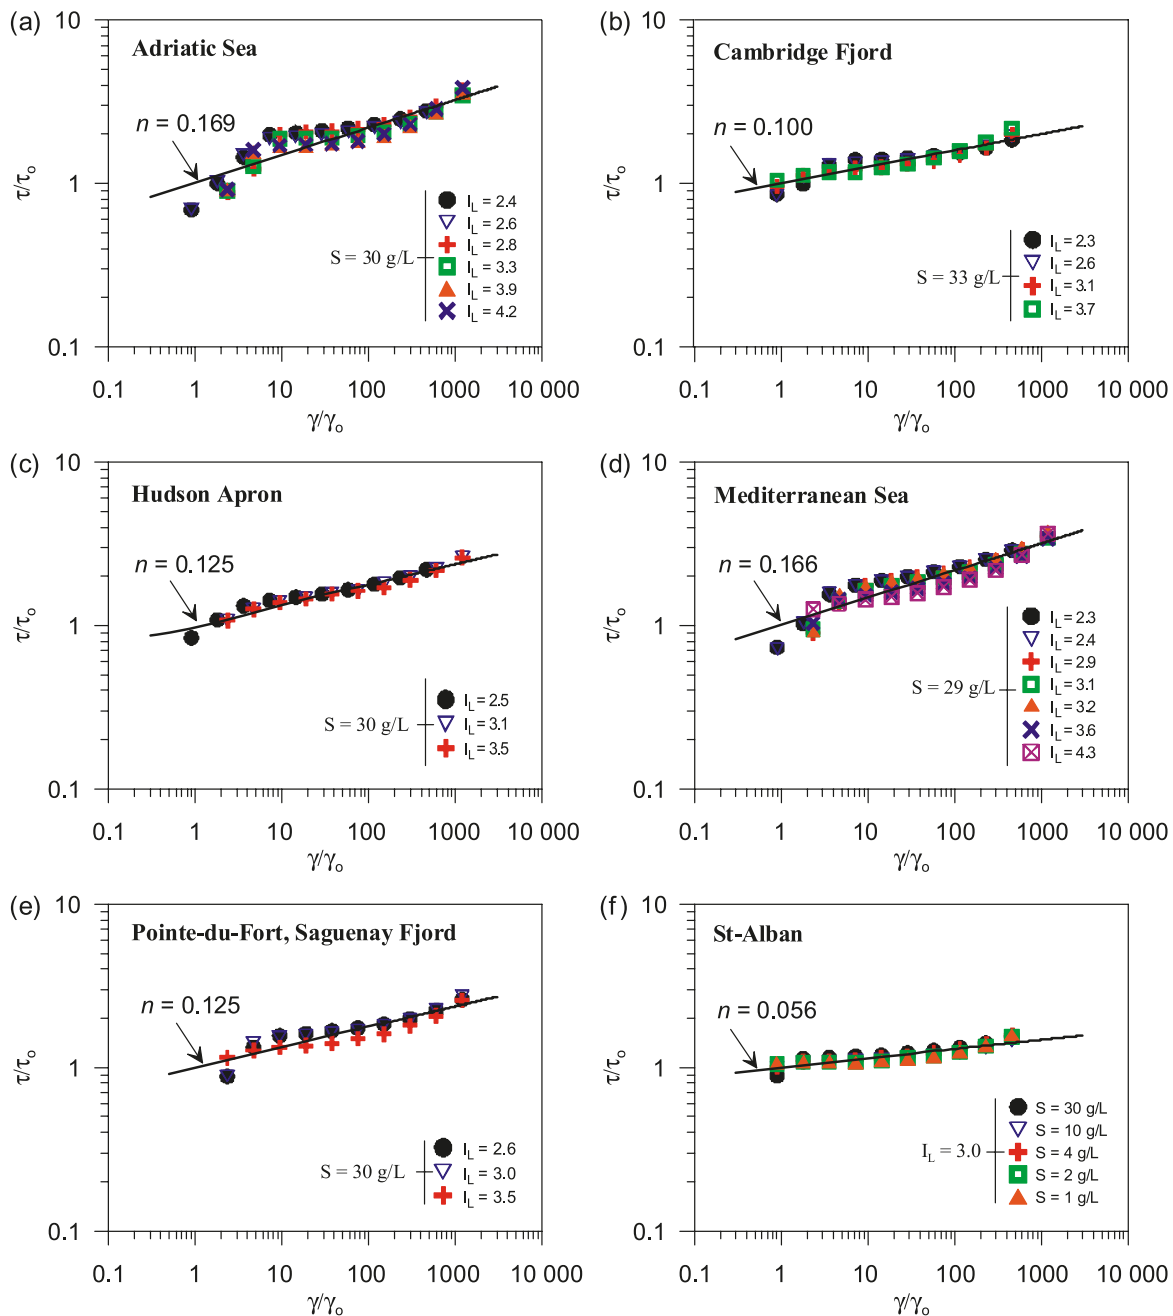 (a)
Adriatic Sea
10
1
0.1
τ/τₒ
n = 0.169
S = 30 g/L
I_L = 2.4
I_L = 2.6
I_L = 2.8
I_L = 3.3
I_L = 3.9
I_L = 4.2
0.1 1 10 100 1000 10 000
γ/γₒ
(b)
Cambridge Fjord
10
1
0.1
τ/τₒ
n = 0.100
S = 33 g/L
I_L = 2.3
I_L = 2.6
I_L = 3.1
I_L = 3.7
0.1 1 10 100 1000 10 000
γ/γₒ
(c)
Hudson Apron
10
1
0.1
τ/τₒ
n = 0.125
S = 30 g/L
I_L = 2.5
I_L = 3.1
I_L = 3.5
0.1 1 10 100 1000 10 000
γ/γₒ
(d)
Mediterranean Sea
10
1
0.1
τ/τₒ
n = 0.166
S = 29 g/L
I_L = 2.3
I_L = 2.4
I_L = 2.9
I_L = 3.1
I_L = 3.2
I_L = 3.6
I_L = 4.3
0.1 1 10 100 1000 10 000
γ/γₒ
(e)
Pointe-du-Fort, Saguenay Fjord
10
1
0.1
τ/τₒ
n = 0.125
S = 30 g/L
I_L = 2.6
I_L = 3.0
I_L = 3.5
0.1 1 10 100 1000 10 000
γ/γₒ
(f)
St-Alban
10
1
0.1
τ/τₒ
n = 0.056
I_L = 3.0
S = 30 g/L
S = 10 g/L
S = 4 g/L
S = 2 g/L
S = 1 g/L
0.1 1 10 100 1000 10 000
γ/γₒ